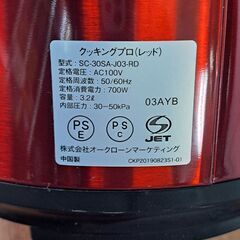 クッキングプロ(レッド)
型式：SC-30SA-J03-RD
定格電圧：AC100V
定格周波数：50/60Hz
定格消費電力：700W
容量：3.2ℓ
内部圧力：30～50kPa
03AYB
PS
E
PS
C
S
JET
株式会社オークローンマーケティング
中国製
CKP20190823S1-01